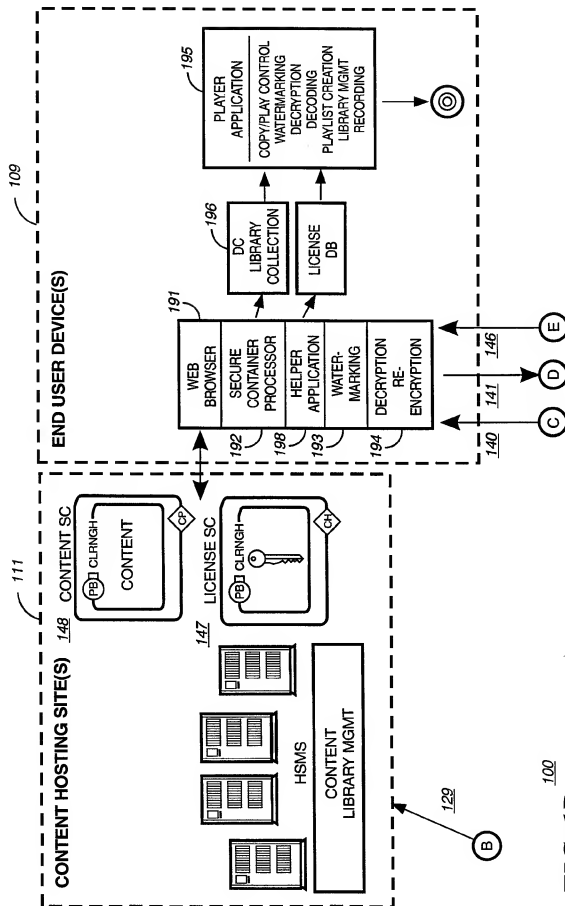 109
END USER DEVICE(S)
191
WEB
BROWSER
SECURE
CONTAINER
PROCESSOR
HELPER
APPLICATION
WATER-
MARKING
DECRYPTION
RE-
ENCRYPTION
192
198
193
194
196
DC
LIBRARY
COLLECTION
LICENSE
DB
195
PLAYER
APPLICATION
COPY/PLAY CONTROL
WATERMARKING
DECRYPTION
DECODING
PLAYLIST CREATION
LIBRARY MGMT
RECORDING
140
141
146
C
D
E
111
CONTENT HOSTING SITE(S)
148
CONTENT SC
PB CLRNGH
CONTENT
CP
147
LICENSE SC
PB CLRNGH
CH
HSMS
CONTENT
LIBRARY MGMT
129
B
100